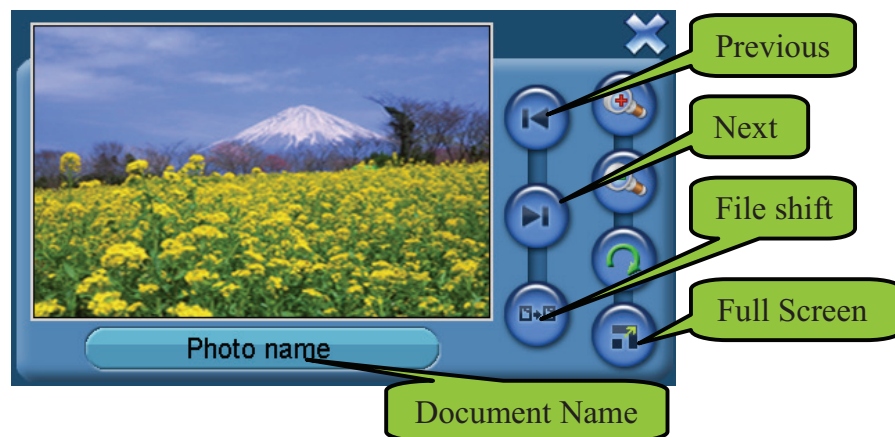 Previous
Next
File shift
Full Screen
Photo name
Document Name